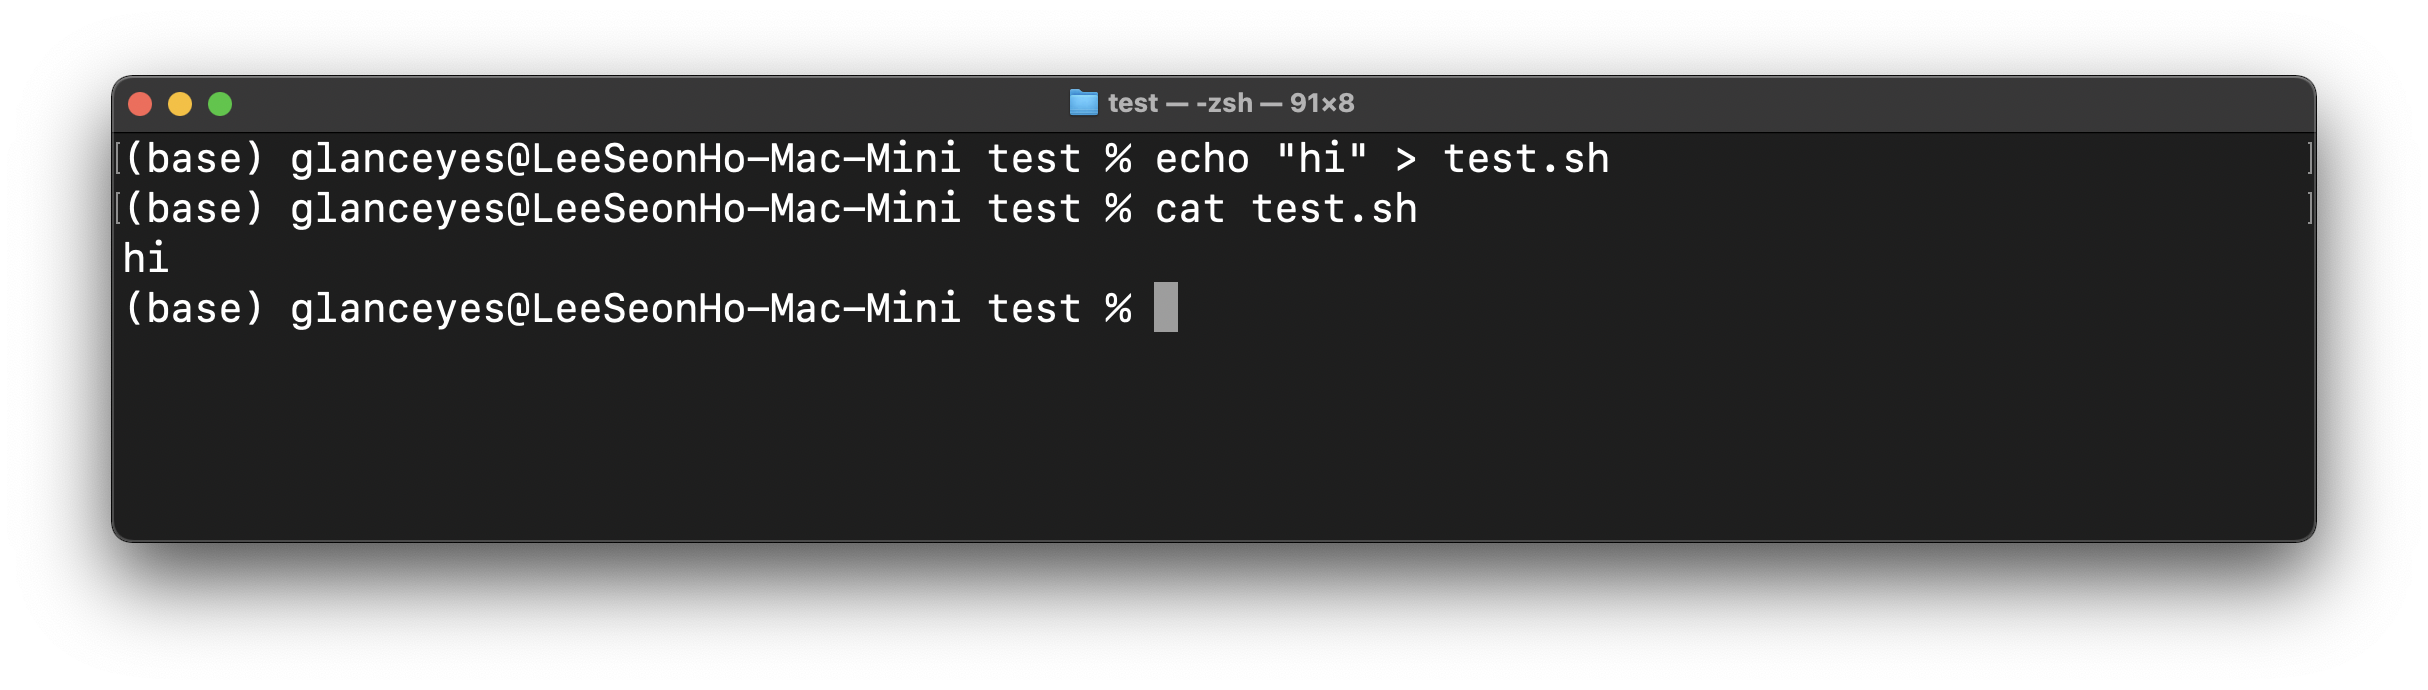 test — -zsh — 91×8
(base) glanceyes@LeeSeonHo-Mac-Mini test % echo "hi" > test.sh
(base) glanceyes@LeeSeonHo-Mac-Mini test % cat test.sh
hi
(base) glanceyes@LeeSeonHo-Mac-Mini test %